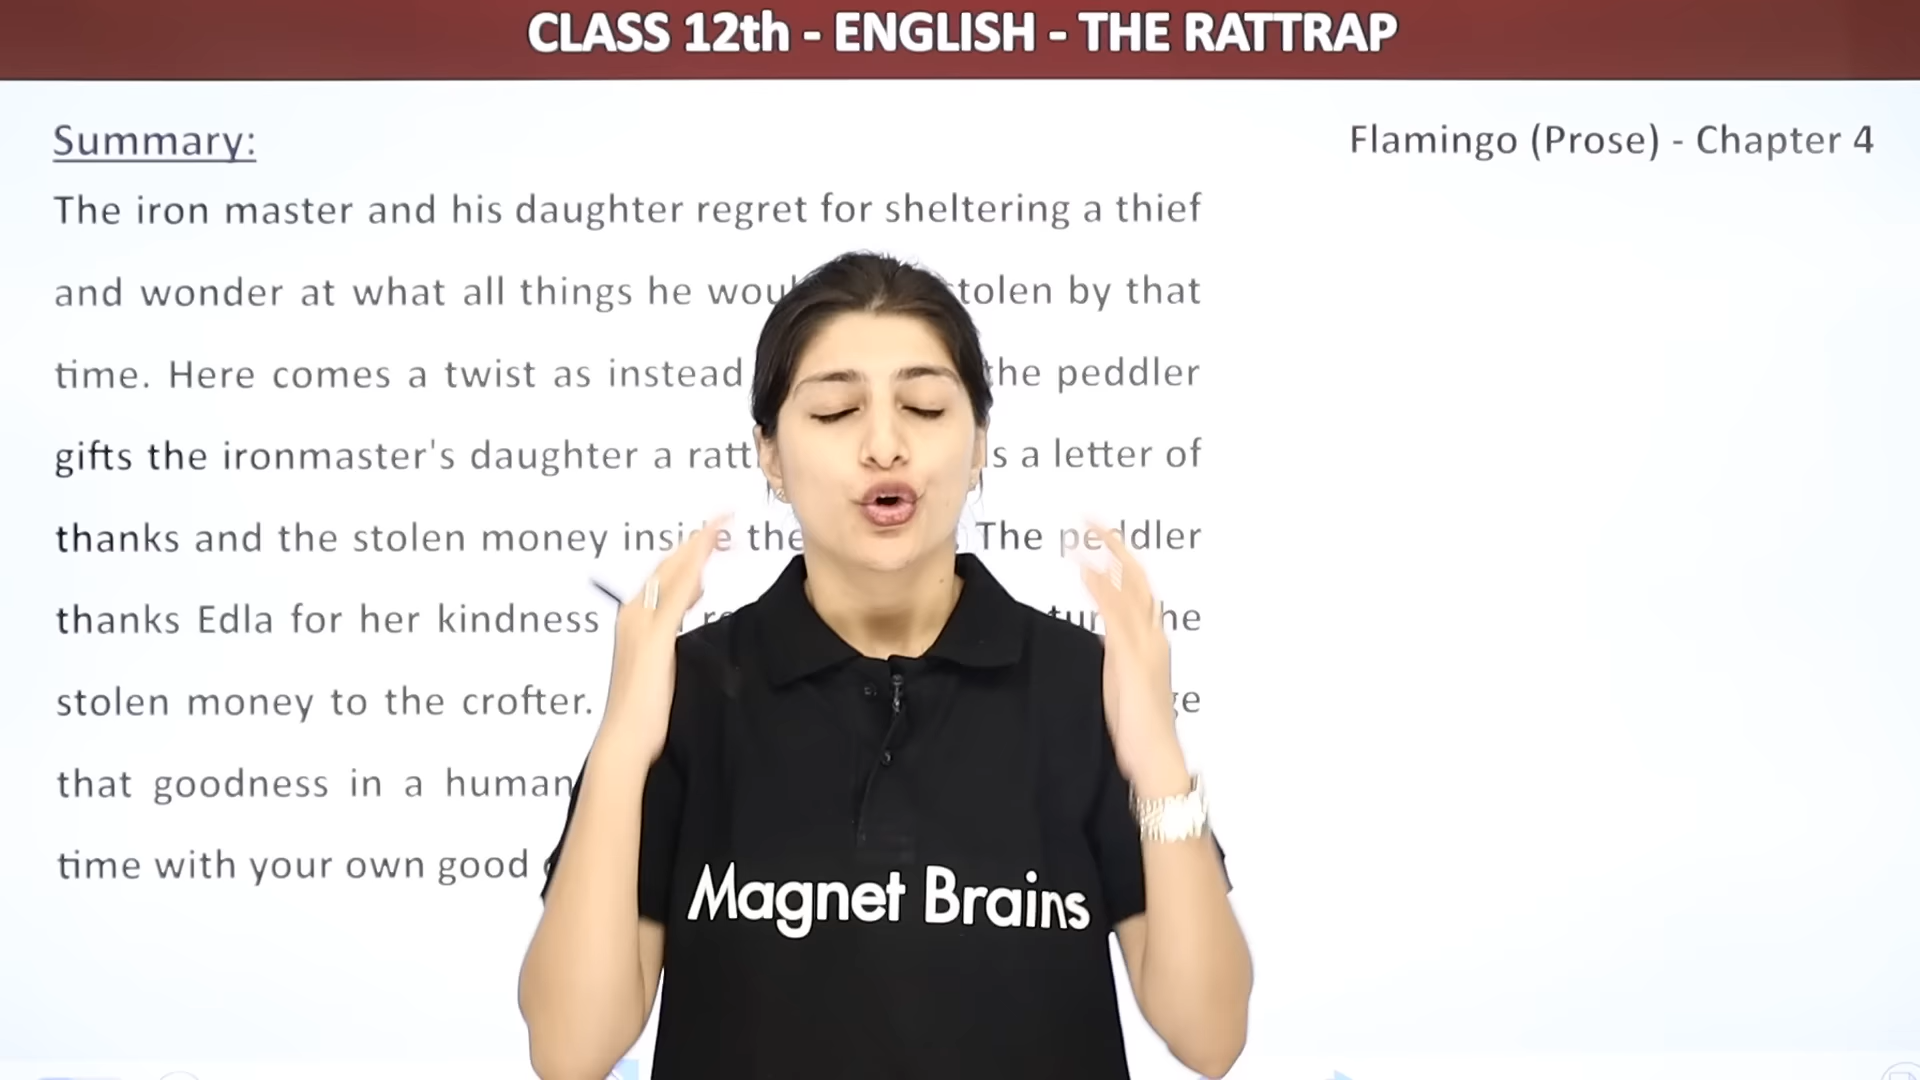 CLASS 12th - ENGLISH - THE RATTRAP
Summary:
Flamingo (Prose) - Chapter 4
The iron master and his daughter regret for sheltering a thief
and wonder at what all things he by that
time. Here comes a twist as instead the peddler
gifts the ironmaster's daughter a a letter of
thanks and the stolen money inside the The peddler
thanks Edla for her kindness
stolen money to the crofter.
that goodness in a human
time with your own good
Magnet Brains